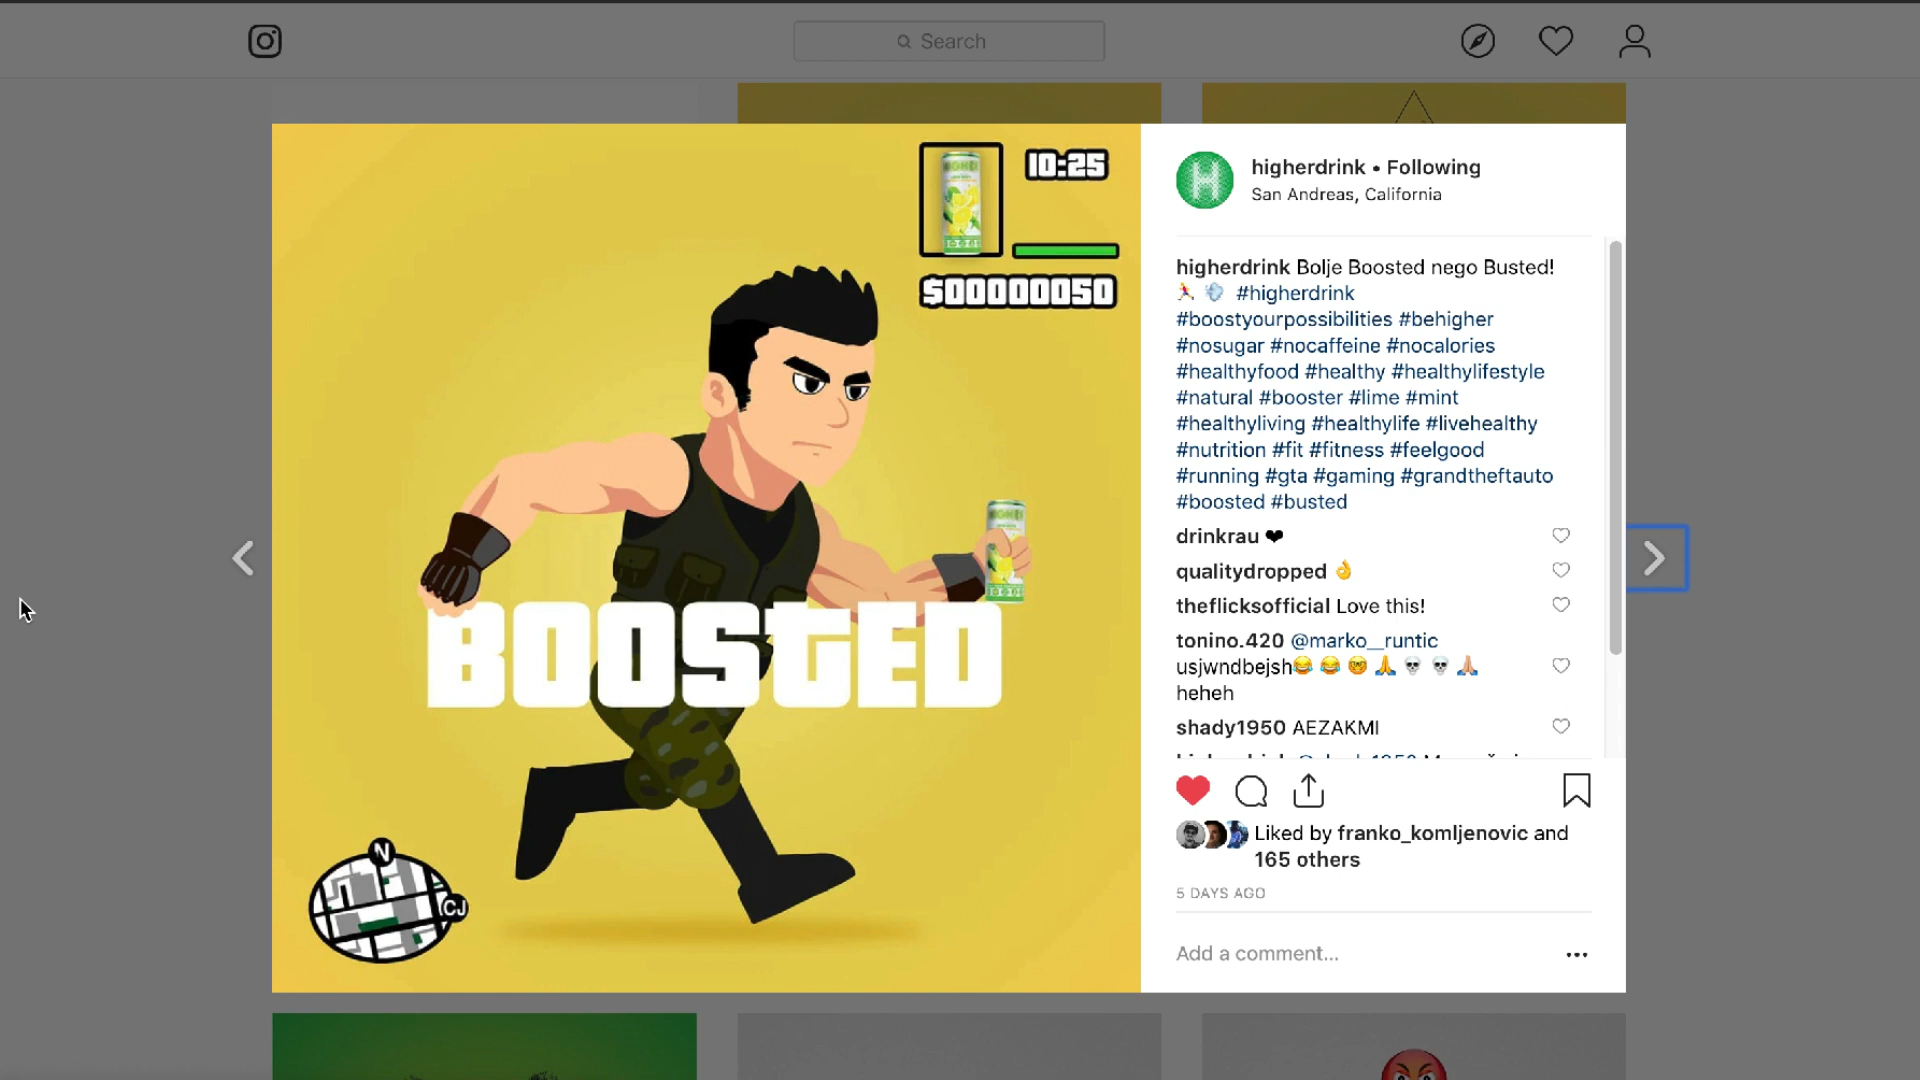 Search
10:25
HIGHER
$00000050
HIGHER
BOOStED
N
CJ
H
higherdrink • Following
San Andreas, California
higherdrink Bolje Boosted nego Busted!
🏃‍♂️ 💨 #higherdrink
#boostyourpossibilities #behigher
#nosugar #nocaffeine #nocalories
#healthyfood #healthy #healthylifestyle
#natural #booster #lime #mint
#healthyliving #healthylife #livehealthy
#nutrition #fit #fitness #feelgood
#running #gta #gaming #grandtheftauto
#boosted #busted
drinkrau ❤
qualitydropped 👌
theflicksofficial Love this!
tonino.420 @marko__runtic
usjwndbejsh😂 😂 🤓 🙏 💀 💀 🙏🏼
heheh
shady1950 AEZAKMI
Liked by franko_komljenovic and
165 others
5 DAYS AGO
Add a comment...